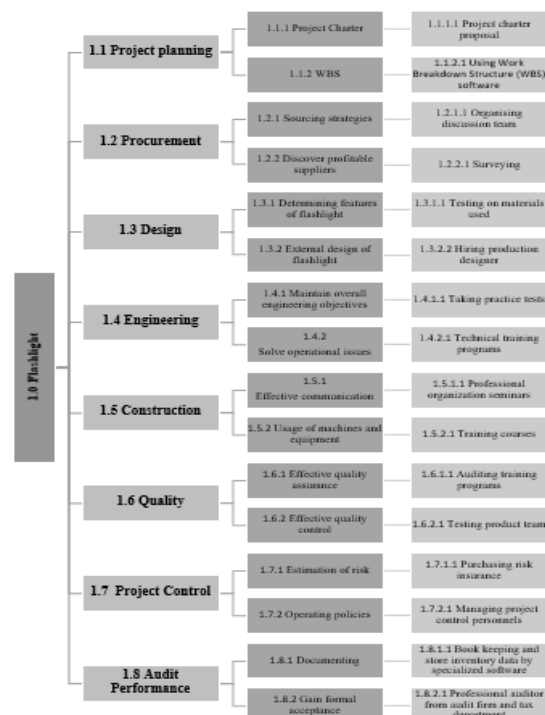 1.0 Flashlight
1.1 Project planning
1.1.1 Project Charter
1.1.1.1 Project charter
proposal
1.1.2 WBS
1.1.2.1 Using Work
Breakdown Structure (WBS)
software
1.2 Procurement
1.2.1 Sourcing strategies
1.2.1.1 Organising
discussion team
1.2.2 Discover profitable
suppliers
1.2.2.1 Surveying
1.3 Design
1.3.1 Determining features
of flashlight
1.3.1.1 Testing on materials
used
1.3.2 External design of
flashlight
1.3.2.2 Hiring production
designer
1.4 Engineering
1.4.1 Maintain overall
engineering objectives
1.4.1.1 Taking practice tests
1.4.2
Solve operational issues
1.4.2.1 Technical training
programs
1.5 Construction
1.5.1
Effective communication
1.5.1.1 Professional
organization seminars
1.5.2 Usage of machines and
equipment
1.5.2.1 Training courses
1.6 Quality
1.6.1 Effective quality
assurance
1.6.1.1 Auditing training
programs
1.6.2 Effective quality
control
1.6.2.1 Testing product team
1.7 Project Control
1.7.1 Estimation of risk
1.7.1.1 Purchasing risk
insurance
1.7.2 Operating policies
1.7.2.1 Managing project
control personnels
1.8 Audit
Performance
1.8.1 Documenting
1.8.1.1 Book keeping and
store inventory data by
specialized software
1.8.2 Gain formal
acceptance
1.8.2.1 Professional auditor
from audit firm and tax
department